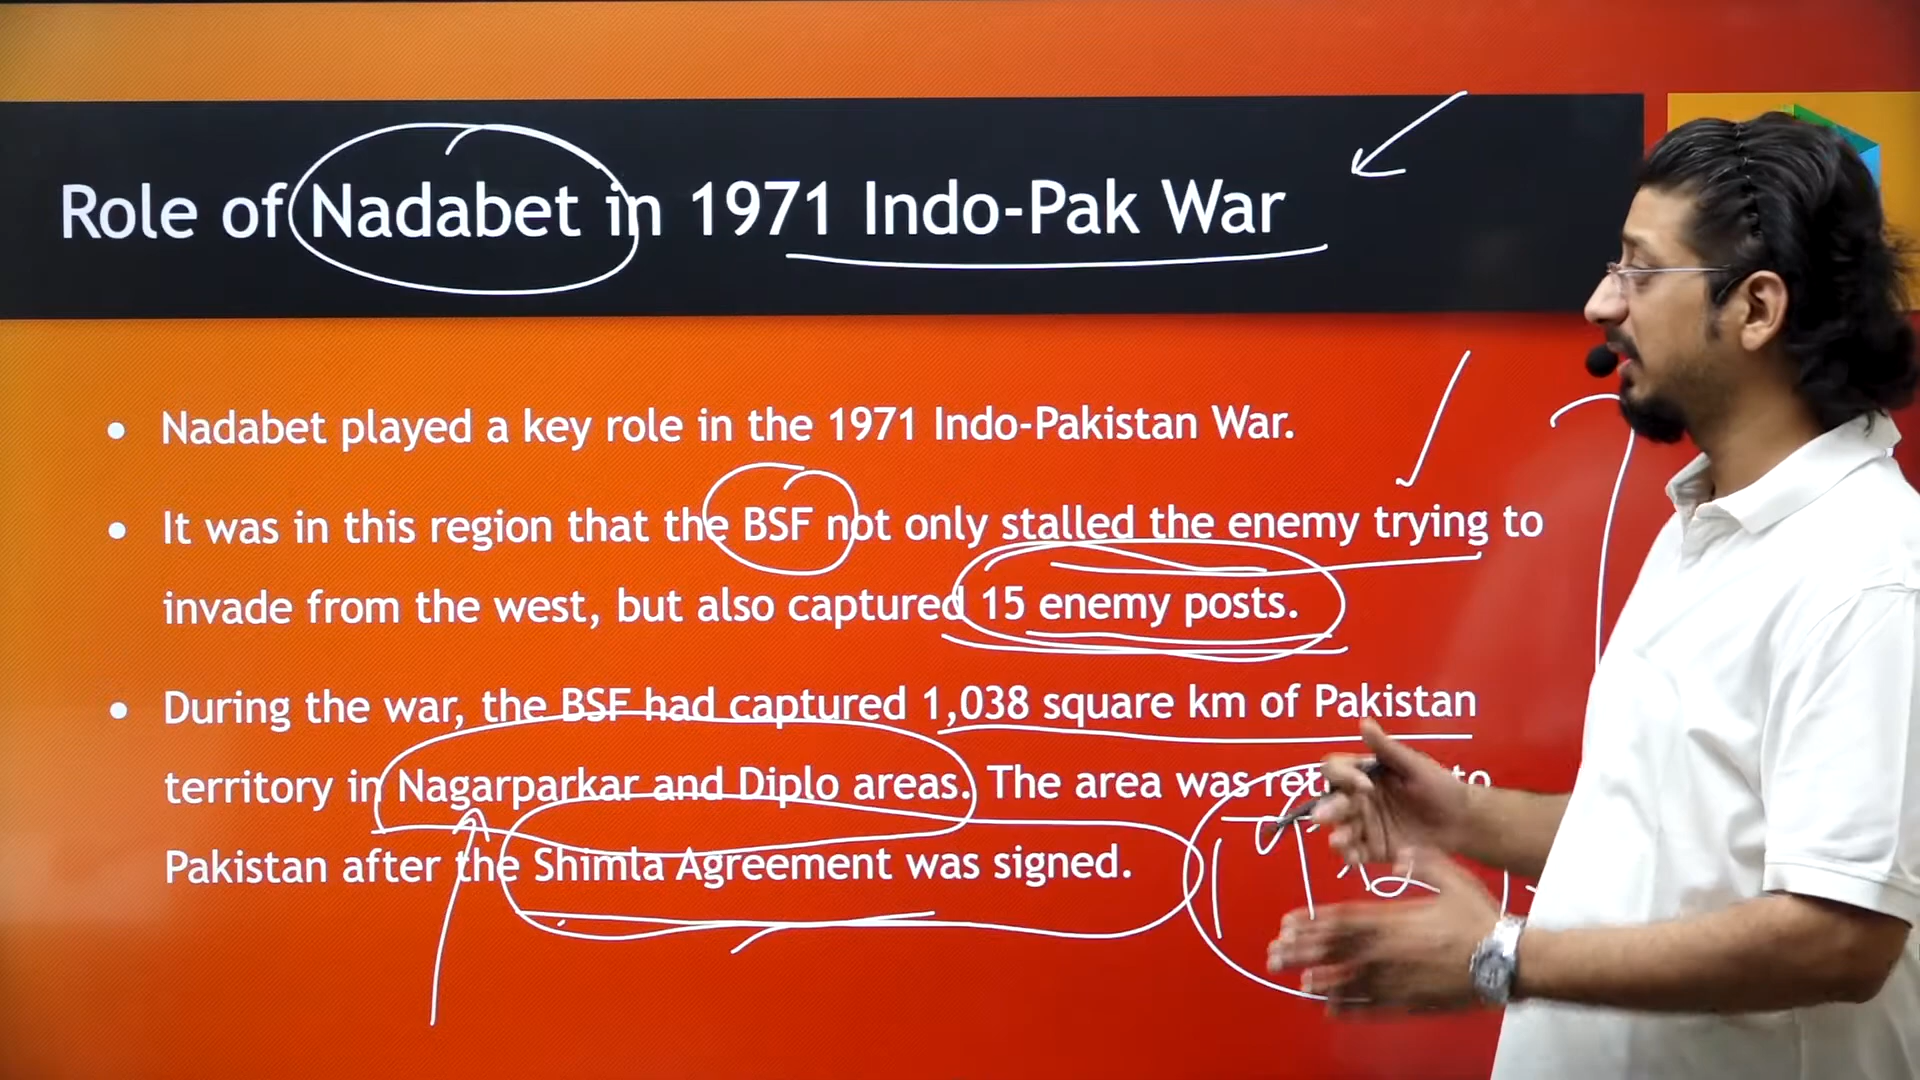 Role of Nadabet in 1971 Indo-Pak War
• Nadabet played a key role in the 1971 Indo-Pakistan War.
• It was in this region that the BSF not only stalled the enemy trying to
invade from the west, but also captured 15 enemy posts.
• During the war, the BSF had captured 1,038 square km of Pakistan
territory in Nagarparkar and Diplo areas. The area was to
Pakistan after the Shimla Agreement was signed.